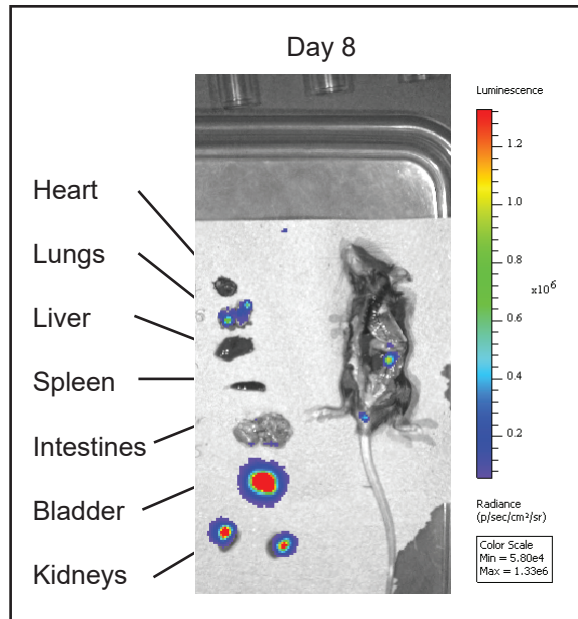 Day 8
Heart
Lungs
Liver
Spleen
Intestines
Bladder
Kidneys
Luminescence
1.2
1.0
x10⁶
0.8
0.6
0.4
0.2
Radiance
(p/sec/cm²/sr)
Color Scale
Min = 5.80e4
Max = 1.33e6